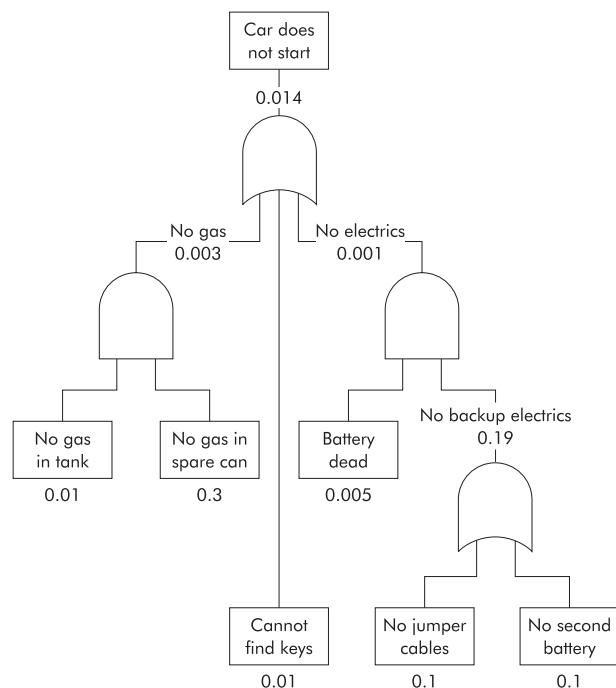 Car does
not start
0.014
No gas
0.003
No electrics
0.001
No gas
in tank
0.01
No gas in
spare can
0.3
Battery
dead
0.005
No backup electrics
0.19
Cannot
find keys
0.01
No jumper
cables
0.1
No second
battery
0.1